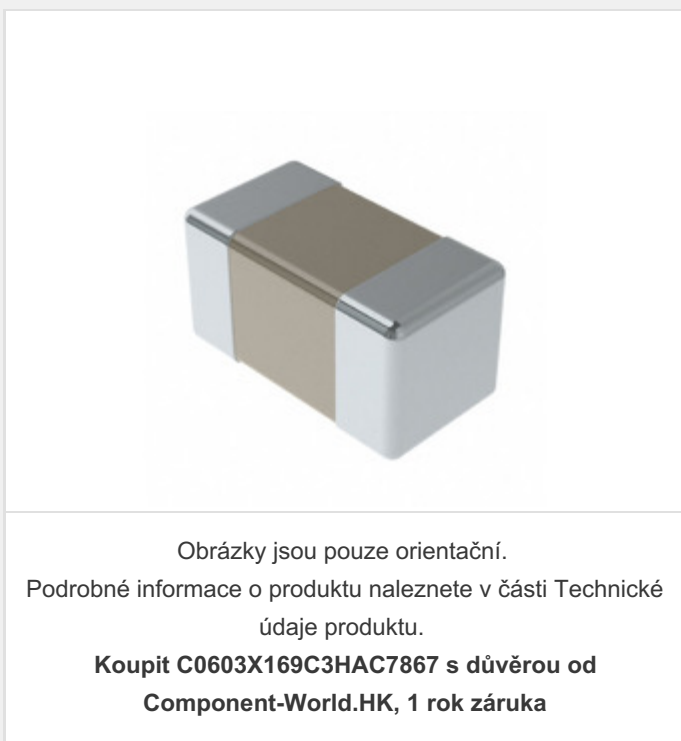 Obrázky jsou pouze orientační.
Podrobné informace o produktu naleznete v části Technické
údaje produktu.
Koupit C0603X169C3HAC7867 s důvěrou od
Component-World.HK, 1 rok záruka